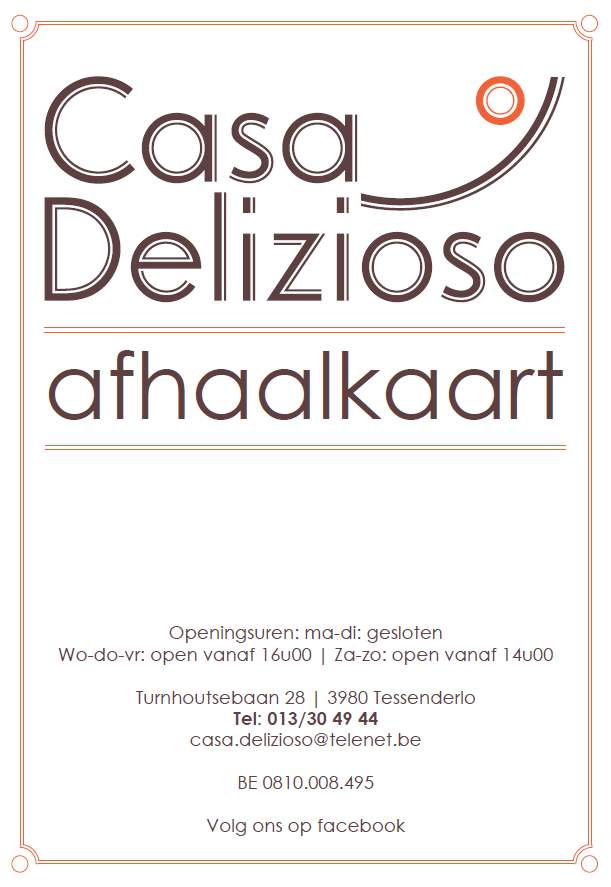 Casa
Delizioso
afhaalkaart
Openingsuren: ma-di: gesloten
Wo-do-vr: open vanaf 16u00 | Za-zo: open vanaf 14u00
Turnhoutsebaan 28 | 3980 Tessenderlo
Tel: 013/30 49 44
casa.delizioso@telenet.be
BE 0810.008.495
Volg ons op facebook